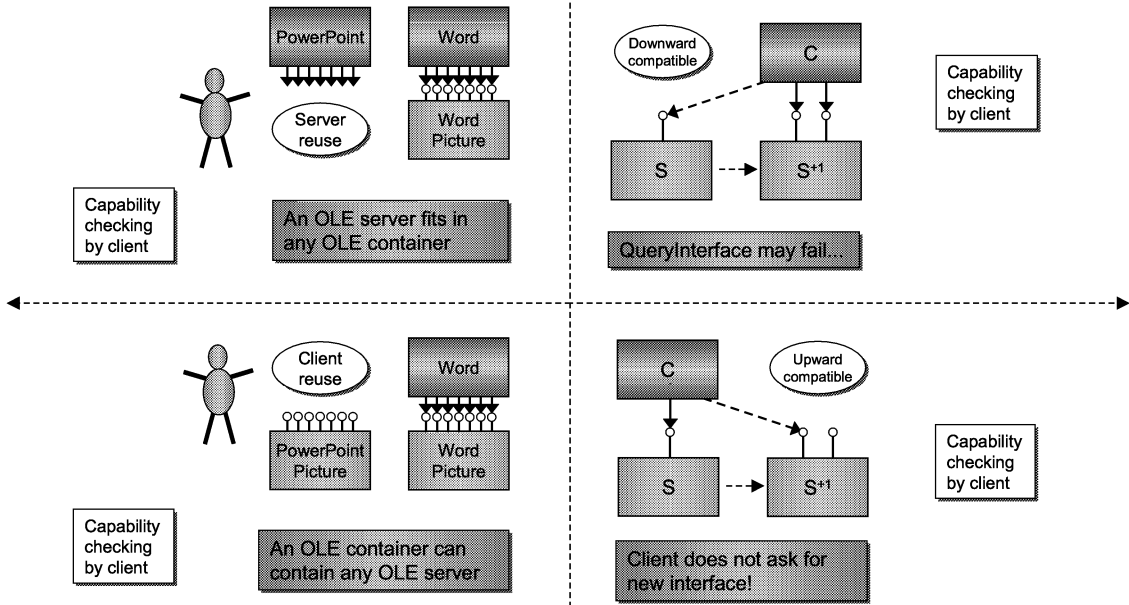 PowerPoint
Word
Server
reuse
Word
Picture
Capability
checking
by client
An OLE server fits in
any OLE container
Downward
compatible
C
Capability
checking
by client
S
S+1
QueryInterface may fail...
Client
reuse
Word
PowerPoint
Picture
Word
Picture
Capability
checking
by client
An OLE container can
contain any OLE server
C
Upward
compatible
Capability
checking
by client
S
S+1
Client does not ask for
new interface!